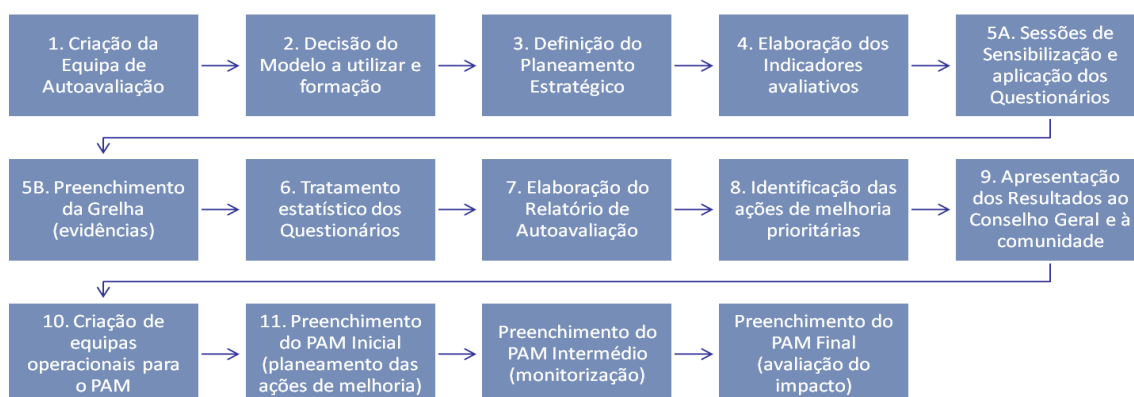 1. Criação da
Equipa de
Autoavaliação
2. Decisão do
Modelo a utilizar e
formação
3. Definição do
Planeamento
Estratégico
4. Elaboração dos
Indicadores
avaliativos
5A. Sessões de
Sensibilização e
aplicação dos
Questionários
5B. Preenchimento
da Grelha
(evidências)
6. Tratamento
estatístico dos
Questionários
7. Elaboração do
Relatório de
Autoavaliação
8. Identificação das
ações de melhoria
prioritárias
9. Apresentação
dos Resultados ao
Conselho Geral e à
comunidade
10. Criação de
equipas
operacionais para
o PAM
11. Preenchimento
do PAM Inicial
(planeamento das
ações de melhoria)
Preenchimento do
PAM Intermédio
(monitorização)
Preenchimento do
PAM Final
(avaliação do
impacto)